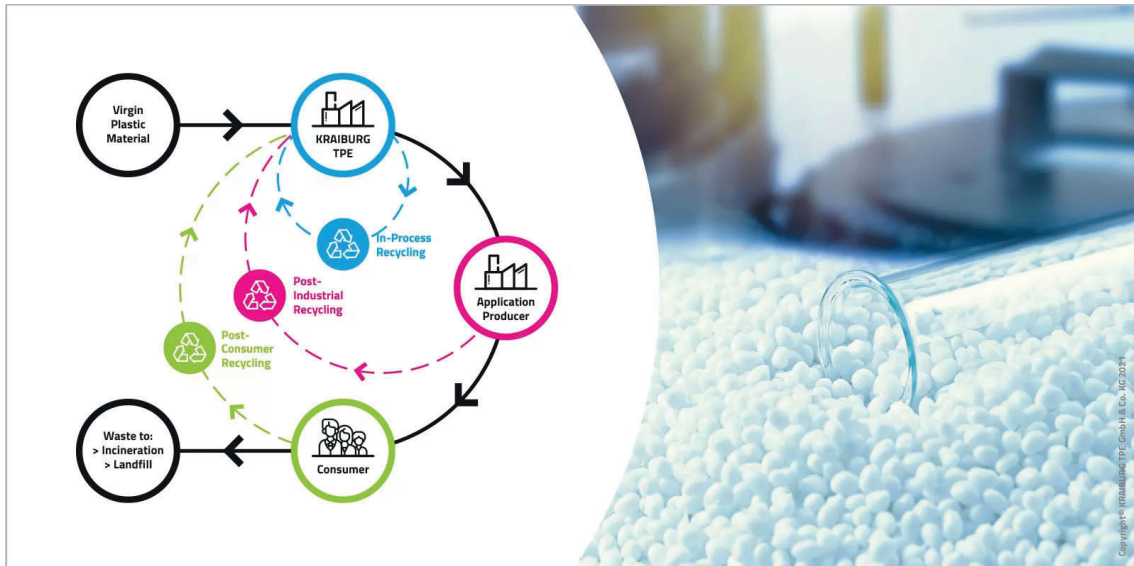 Virgin
Plastic
Material
KRAIBURG
TPE
In-Process
Recycling
Post-
Industrial
Recycling
Application
Producer
Post-
Consumer
Recycling
Waste to:
> Incineration
> Landfill
Consumer
Copyright© KRAIBURG TPE GmbH & Co. KG 2021